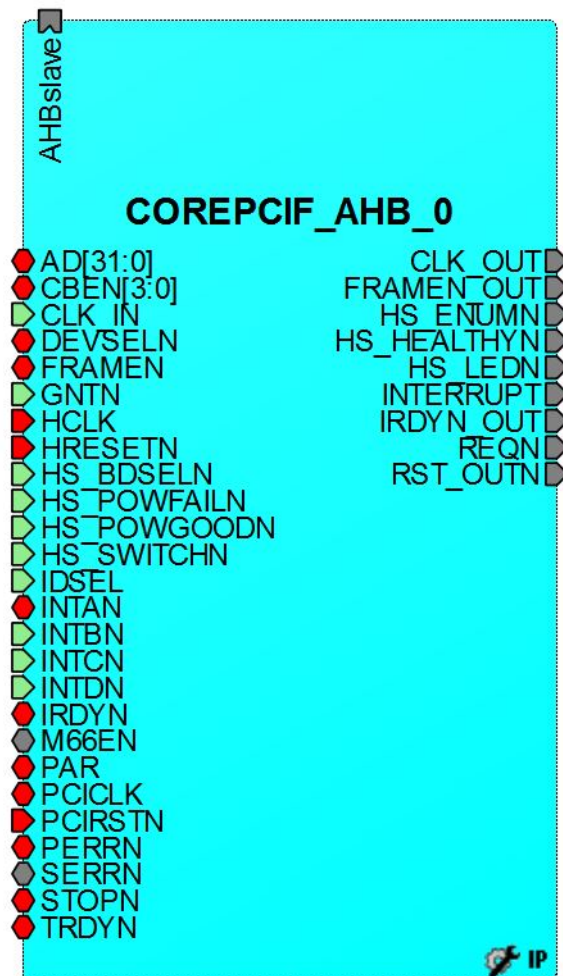 AHBslave
COREPCIF_AHB_0
AD[31:0]
CBEN[3:0]
CLK_IN
DEVSELN
FRAMEN
GNTN
HCLK
HRESETN
HS_BDSELN
HS_POWFAILN
HS_POWGOODN
HS_SWITCHN
IDSEL
INTAN
INTBN
INTCN
INTDN
IRDYN
M66EN
PAR
PCICLK
PCIRSTN
PERRN
SERRN
STOPN
TRDYN
CLK_OUT
FRAMEN_OUT
HS_ENUMN
HS_HEALTHYN
HS_LEDN
INTERRUPT
IRDYN_OUT
REQN
RST_OUTN
IP